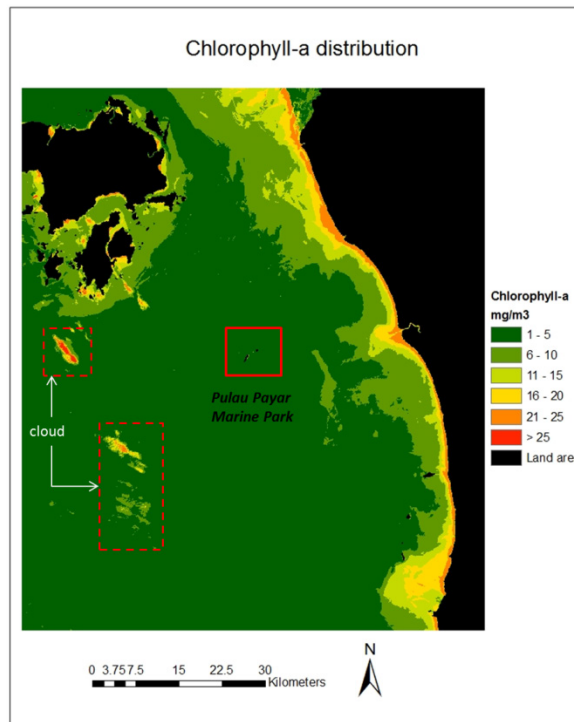 Chlorophyll-a distribution
Pulau Payar
Marine Park
cloud
Chlorophyll-a
mg/m3
1 - 5
6 - 10
11 - 15
16 - 20
21 - 25
> 25
Land area
N
0 3.75 7.5 15 22.5 30
Kilometers